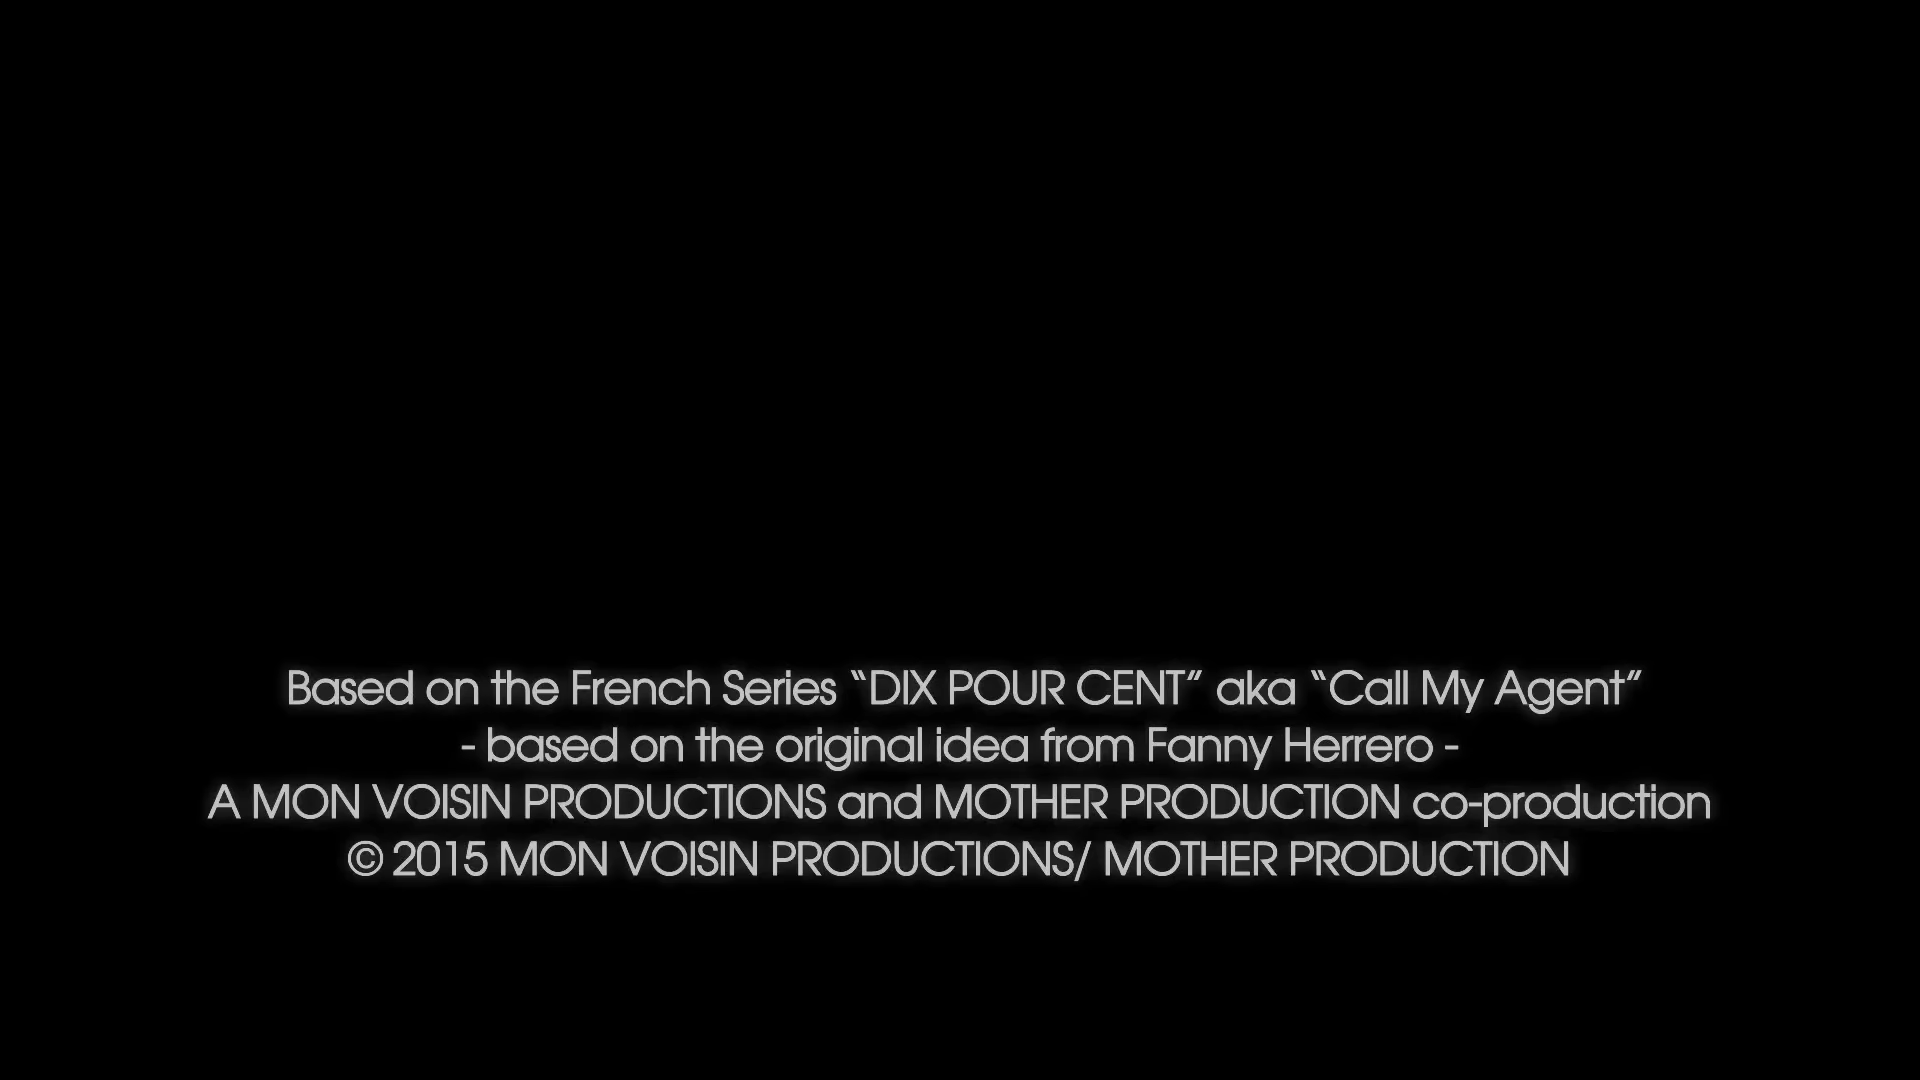 Based on the French Series “DIX POUR CENT” aka “Call My Agent”
- based on the original idea from Fanny Herrero -
A MON VOISIN PRODUCTIONS and MOTHER PRODUCTION co-production
© 2015 MON VOISIN PRODUCTIONS/ MOTHER PRODUCTION